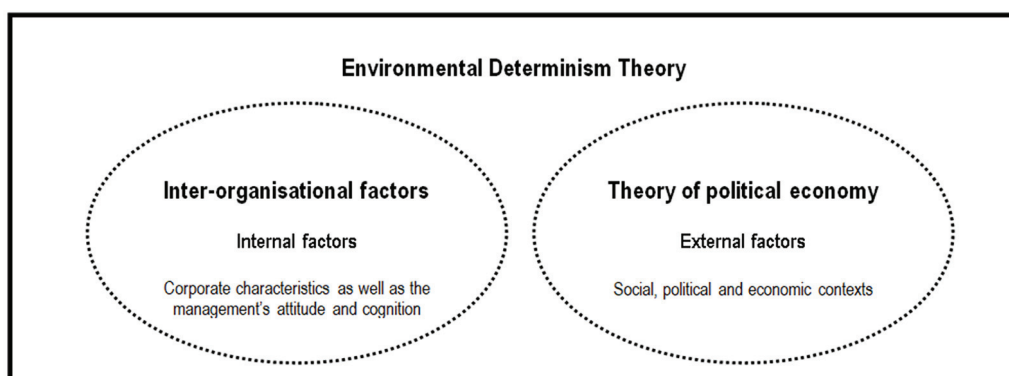 Environmental Determinism Theory
Inter-organisational factors
Internal factors
Corporate characteristics as well as the
management's attitude and cognition
Theory of political economy
External factors
Social, political and economic contexts